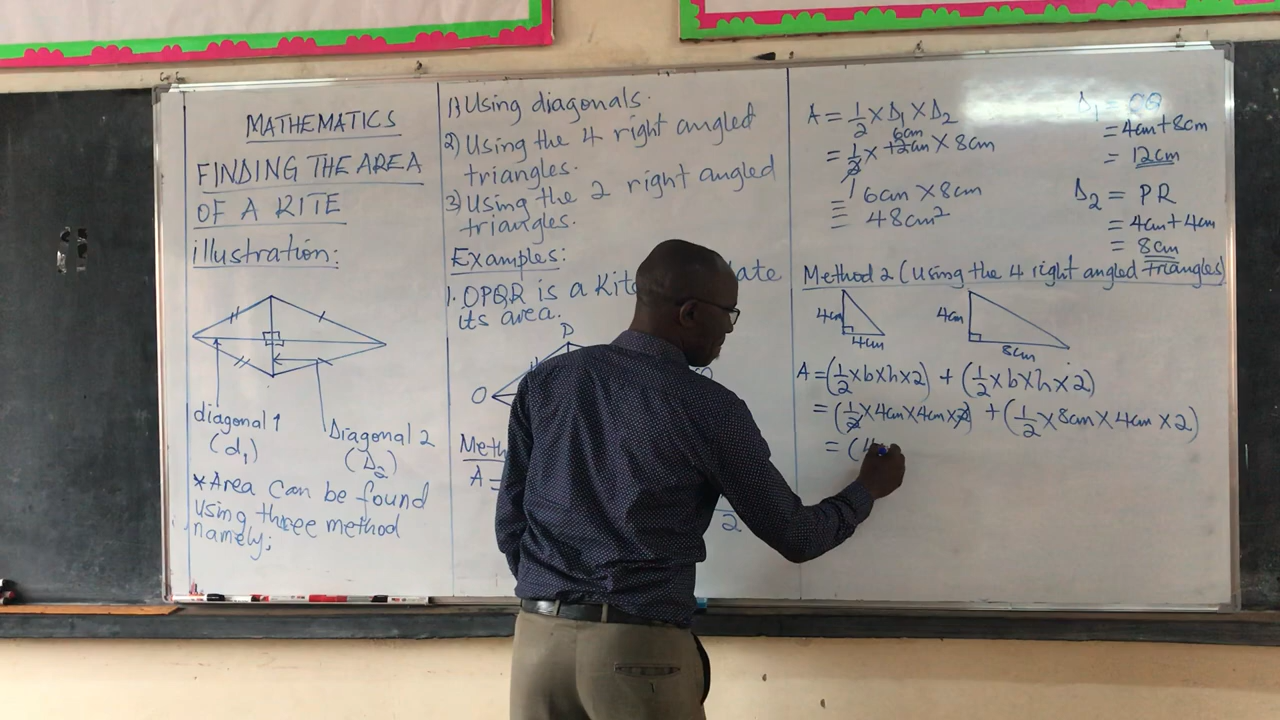 MATHEMATICS
FINDING THE AREA
OF A KITE
illustration:
diagonal 1
(d₁)
Diagonal 2
(D₂)
*Area Can be found
using three method
namely;
1) Using diagonals.
2) Using the 4 right angled
triangles.
3) Using the 2 right angled
triangles.
Examples:
1. OPQR is a Kite
its area.
P
O
Meth
A =
2
A = 1/2 × D₁ × D₂
6cm
= 1/2 × 12cm × 8cm
1
= 6cm × 8cm
= 48cm²
D₁ = OQ
= 4cm + 8cm
= 12cm
D₂ = PR
= 4cm + 4cm
= 8cm
Method 2 (Using the 4 right angled triangles)
4cm
4cm
4cm
8cm
A = (1/2 × b × h × 2) + (1/2 × b × h × 2)
= (1/2 × 4cm × 4cm × 2) + (1/2 × 8cm × 4cm × 2)
= (4